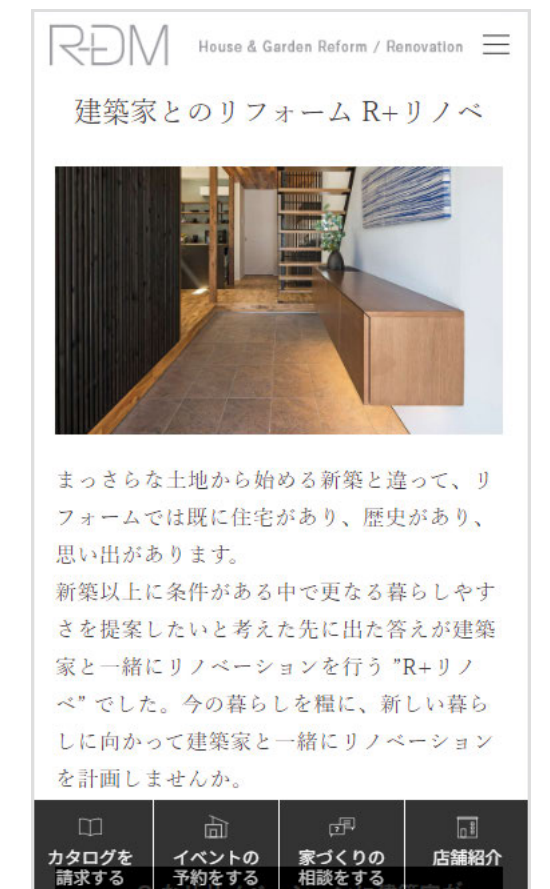 R+DM House & Garden Reform / Renovation
建築家とのリフォーム R+リノベ
まっさらな土地から始める新築と違って、リ
フォームでは既に住宅があり、歴史があり、
思い出があります。
新築以上に条件がある中で更なる暮らしやす
さを提案したいと考えた先に出た答えが建築
家と一緒にリノベーションを行う ”R+リノ
ベ” でした。今の暮らしを糧に、新しい暮ら
しに向かって建築家と一緒にリノベーション
を計画しませんか。
カタログを
請求する
イベントの
予約をする
家づくりの
相談をする
店舗紹介